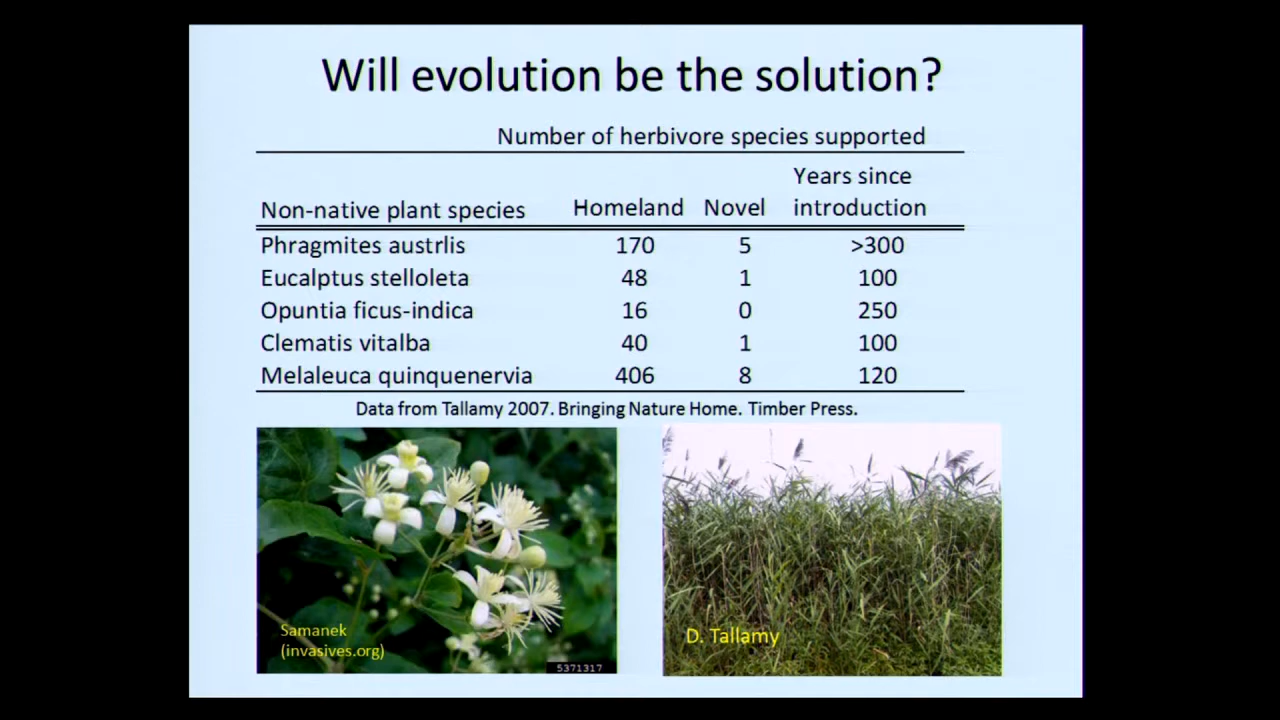 Will evolution be the solution?
Number of herbivore species supported
Non-native plant species Homeland Novel Years since introduction
Phragmites austrlis 170 5 >300
Eucalptus stelloleta 48 1 100
Opuntia ficus-indica 16 0 250
Clematis vitalba 40 1 100
Melaleuca quinquenervia 406 8 120
Data from Tallamy 2007. Bringing Nature Home. Timber Press.
Samanek
(invasives.org)
5371317
D. Tallamy